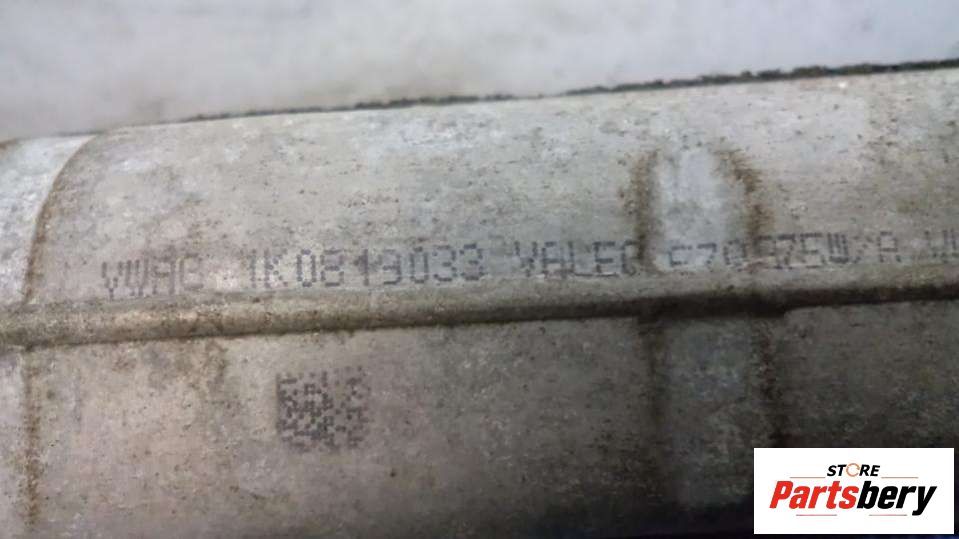 VWAG 1K0819033 VALEO
STORE
Partsbery